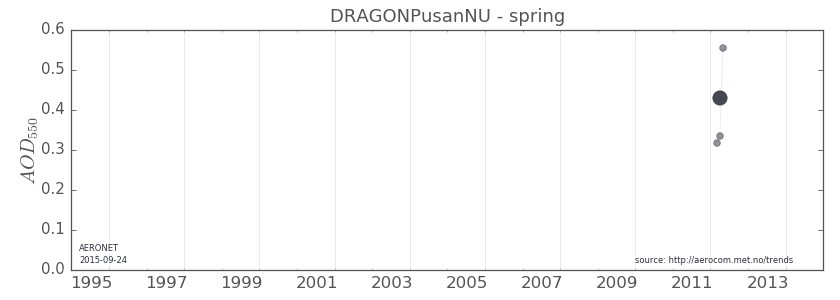 DRAGONPusanNU - spring
0.6
0.5
0.4
0.3
0.2
0.1
0.0
AOD550
AERONET
2015-09-24
source: http://aerocom.met.no/trends
1995 1997 1999 2001 2003 2005 2007 2009 2011 2013